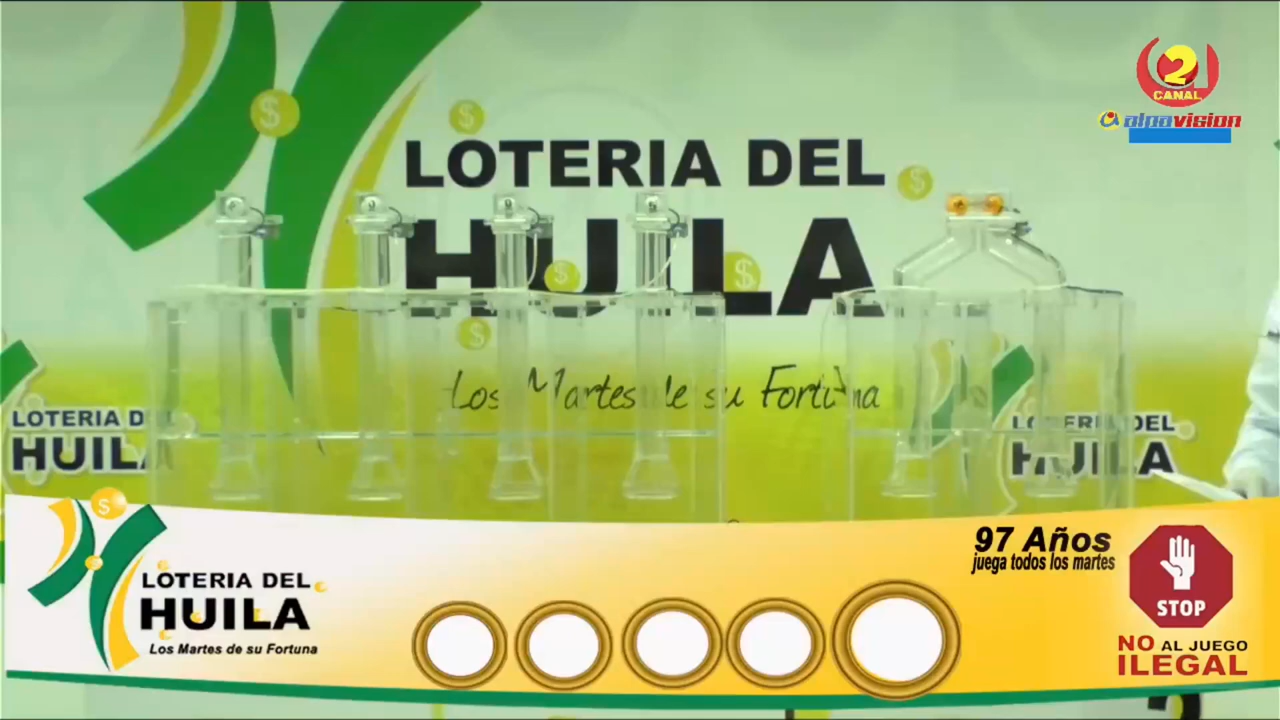 2
CANAL
alpavision
LOTERIA DEL
HUILA
Los Martes de su Fortuna
LOTERIA DEL
HUILA
LOTERIA DEL
HUILA
97 Años
juega todos los martes
STOP
NO AL JUEGO
ILEGAL
LOTERIA DEL
HUILA
Los Martes de su Fortuna